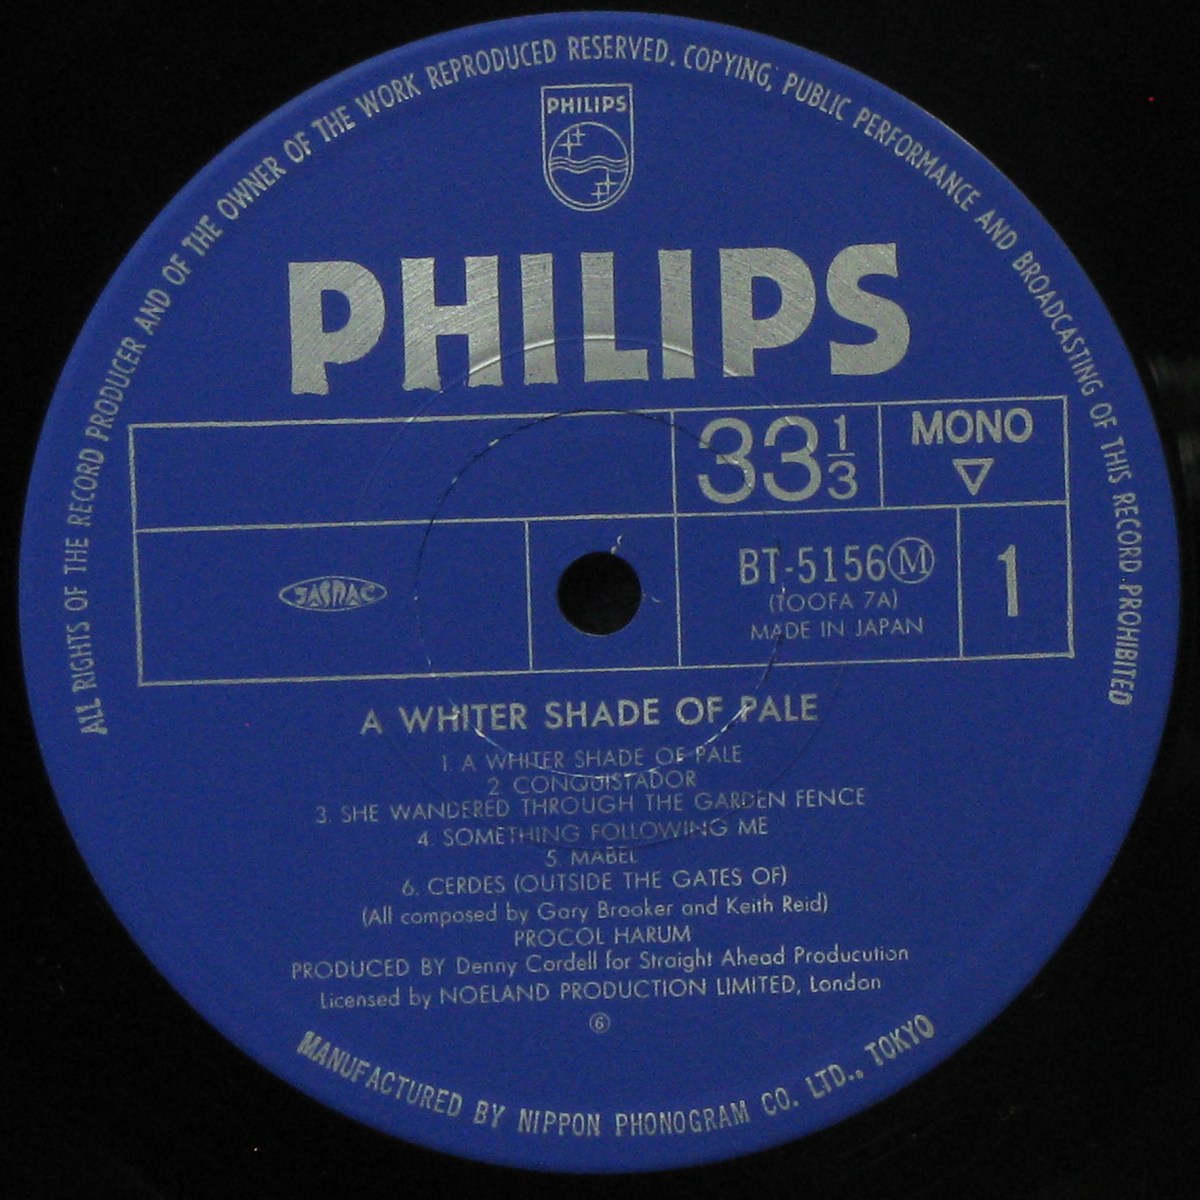 ALL RIGHTS OF THE RECORD PRODUCER AND OF THE OWNER OF THE WORK REPRODUCED RESERVED. COPYING, PUBLIC PERFORMANCE AND BROADCASTING OF THIS RECORD PROHIBITED
PHILIPS
PHILIPS
33 1/3
MONO
▽
JASRAC
BT-5156 Ⓜ
(TOOFA 7A)
MADE IN JAPAN
1
A WHITER SHADE OF PALE
1. A WHITER SHADE OF PALE
2. CONQUISTADOR
3. SHE WANDERED THROUGH THE GARDEN FENCE
4. SOMETHING FOLLOWING ME
5. MABEL
6. CERDES (OUTSIDE THE GATES OF)
(All composed by Gary Brooker and Keith Reid)
PROCOL HARUM
PRODUCED BY Denny Cordell for Straight Ahead Producution
Licensed by NOELAND PRODUCTION LIMITED, London
⑥
MANUFACTURED BY NIPPON PHONOGRAM CO. LTD., TOKYO